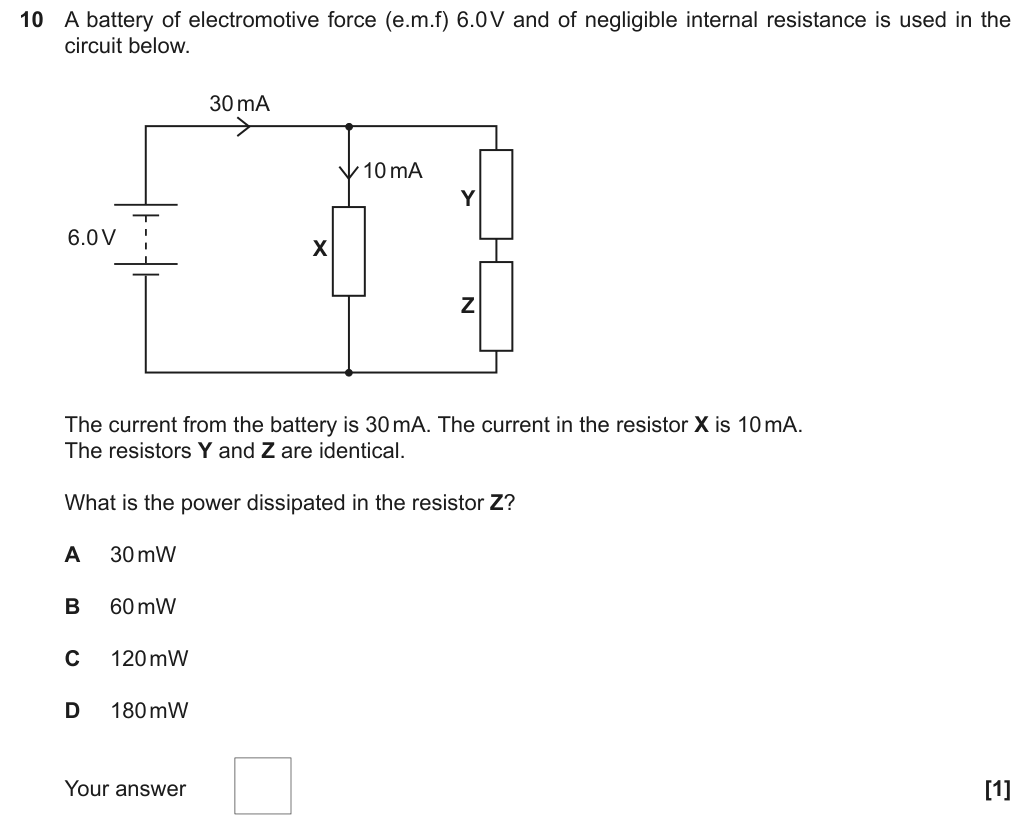 10 A battery of electromotive force (e.m.f) 6.0 V and of negligible internal resistance is used in the
circuit below.
30 mA
10 mA
Y
6.0 V
X
Z
The current from the battery is 30 mA. The current in the resistor X is 10 mA.
The resistors Y and Z are identical.
What is the power dissipated in the resistor Z?
A 30 mW
B 60 mW
C 120 mW
D 180 mW
Your answer [1]